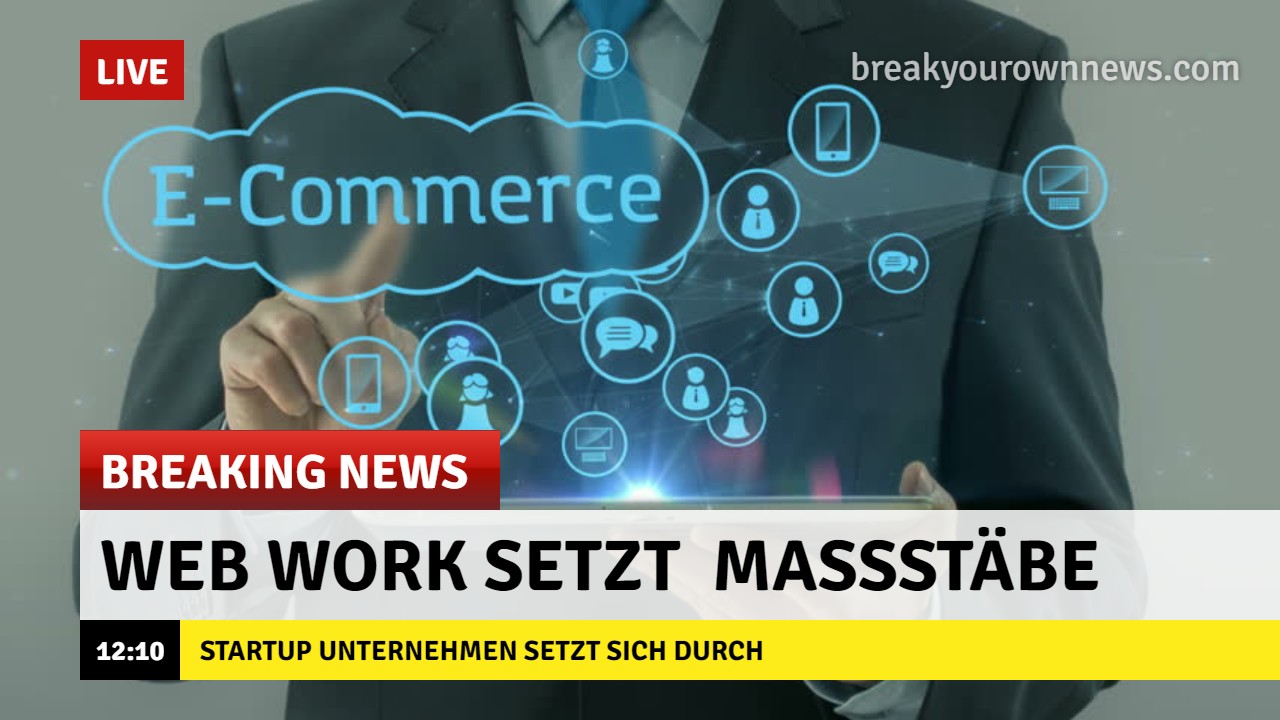 LIVE
breakyourownnews.com
E-Commerce
BREAKING NEWS
WEB WORK SETZT MASSSTÄBE
12:10
STARTUP UNTERNEHMEN SETZT SICH DURCH